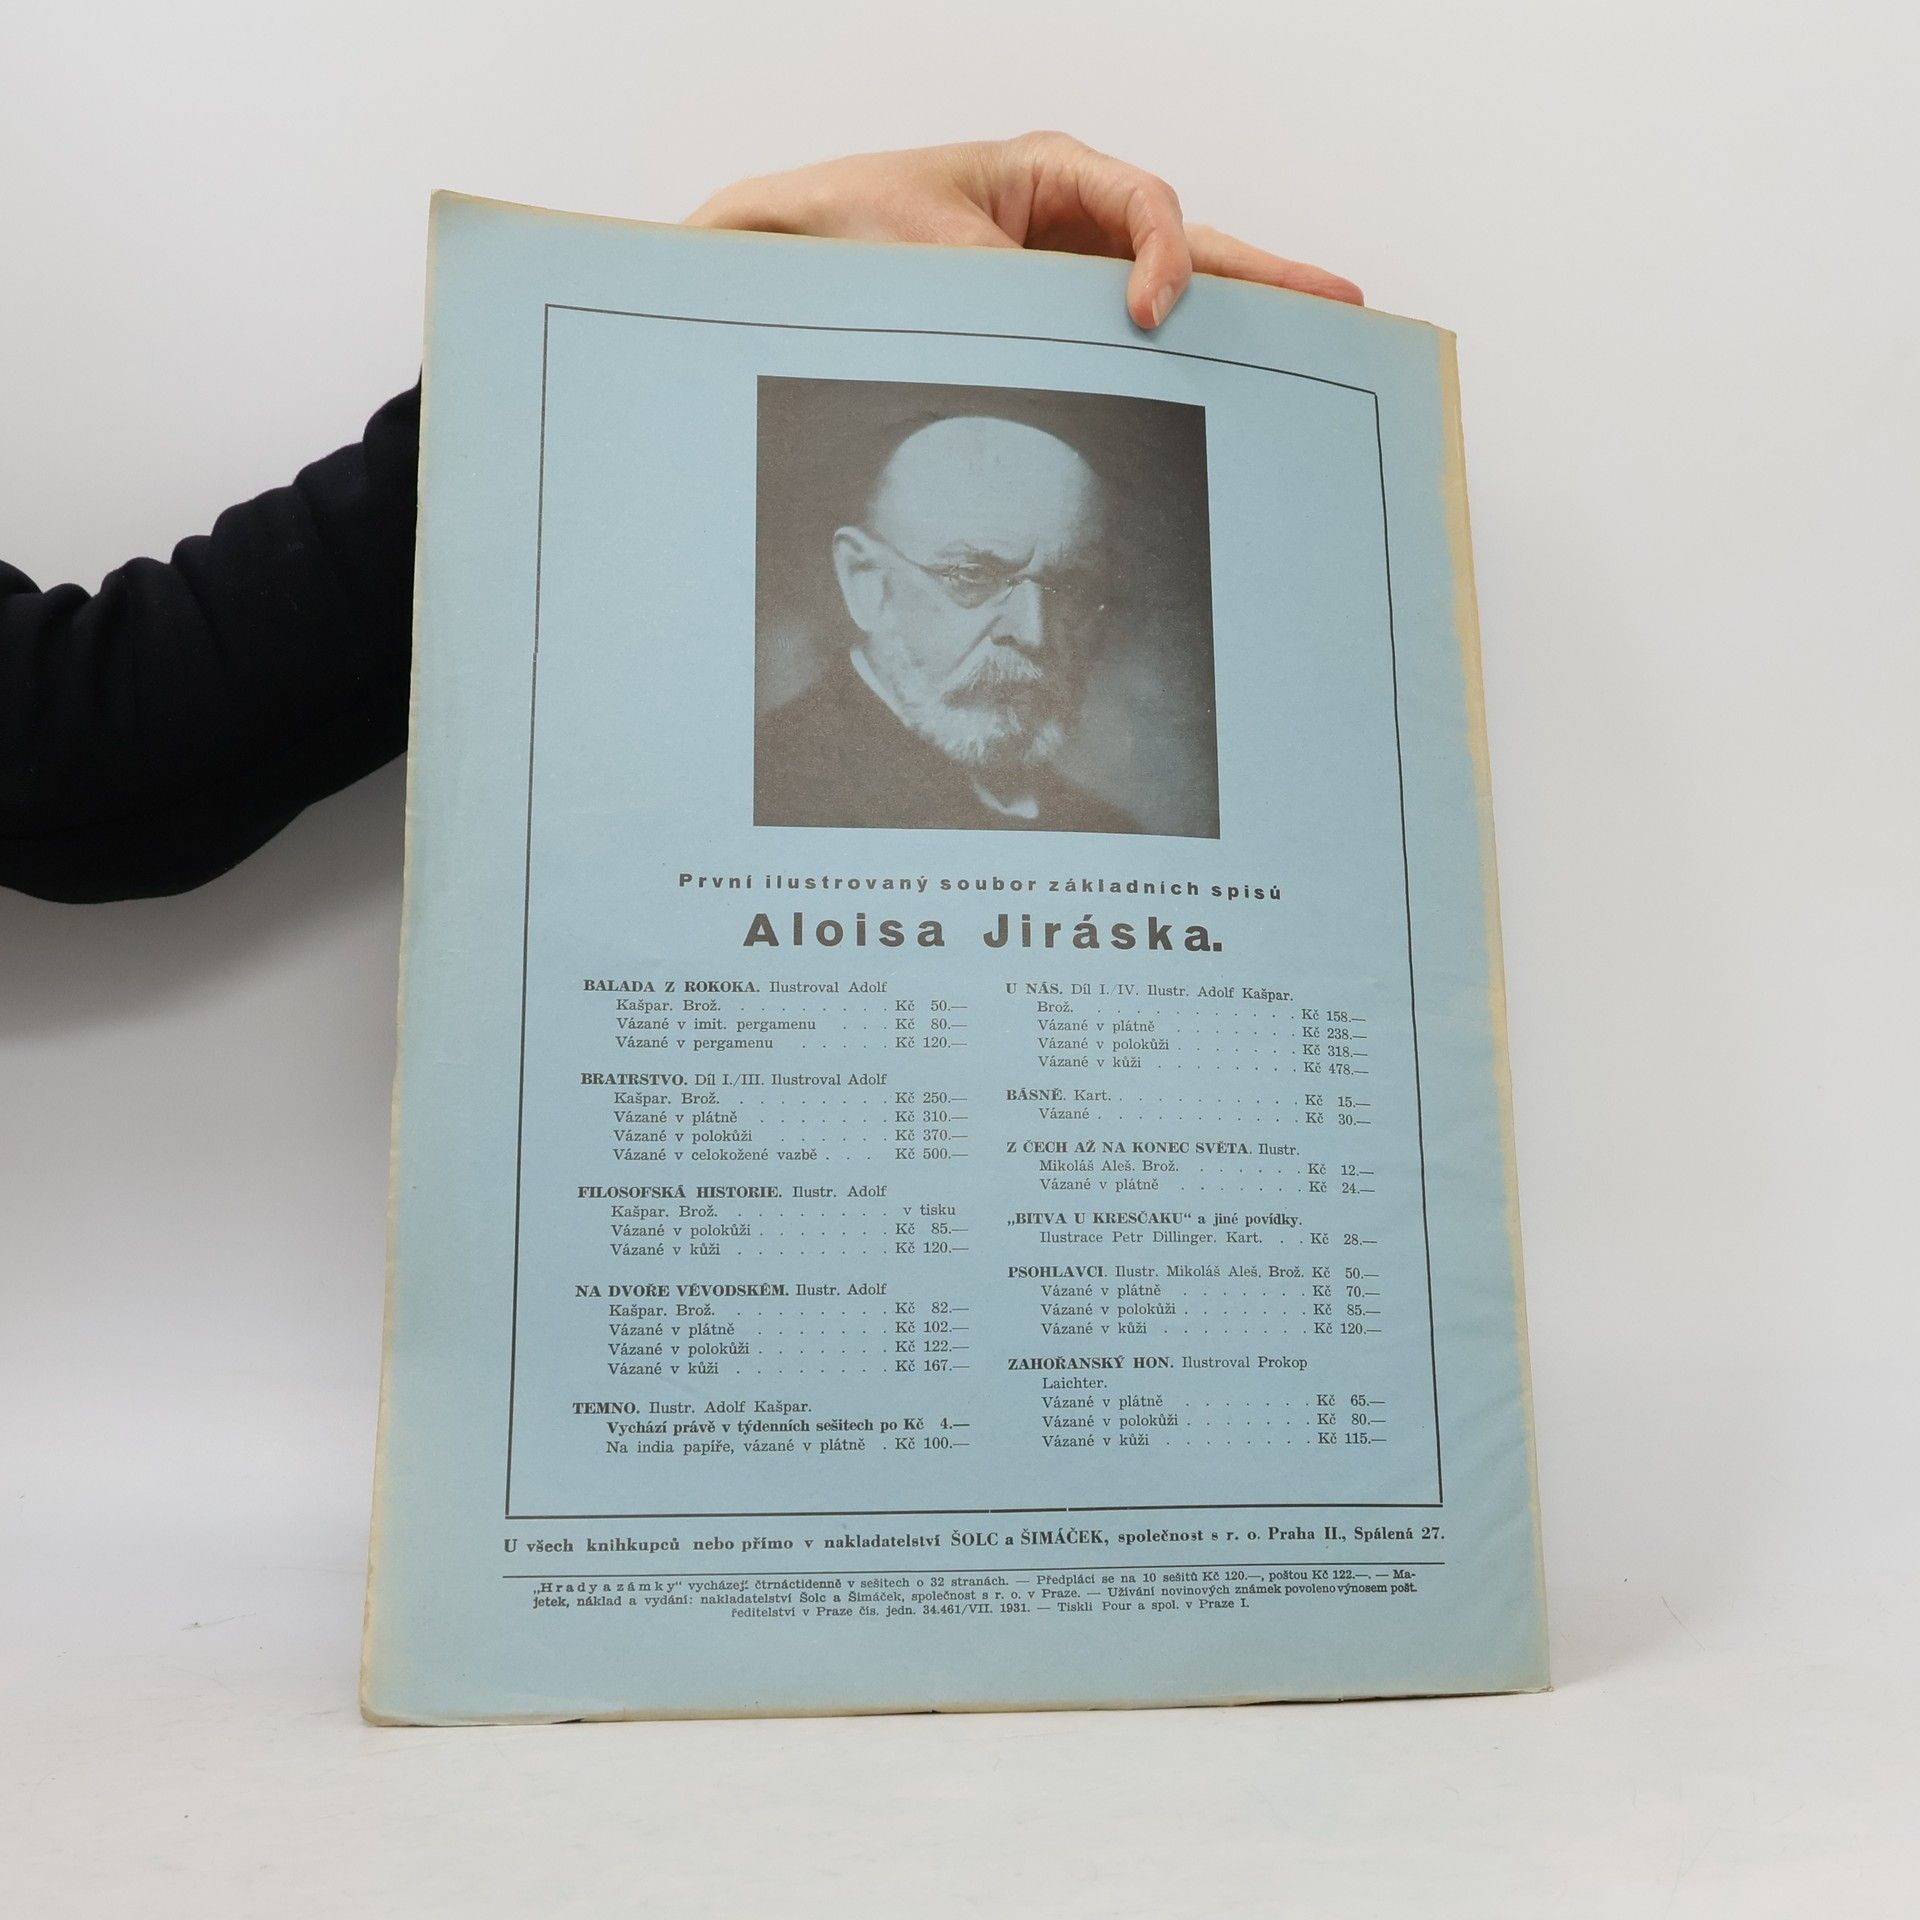 První ilustrovaný soubor základních spisů
Aloisa Jiráska.
BALADA Z ROKOKA. Ilustroval Adolf
Kašpar. Brož. . . . . . . . . Kč 50.—
Vázané v imit. pergamenu . . . Kč 80.—
Vázané v pergamenu . . . . . Kč 120.—
BRATRSTVO. Díl I./III. Ilustroval Adolf
Kašpar. Brož. . . . . . . . . Kč 250.—
Vázané v plátně . . . . . . . Kč 310.—
Vázané v polokůži . . . . . . Kč 370.—
Vázané v celokožené vazbě . . . Kč 500.—
FILOSOFSKÁ HISTORIE. Ilustr. Adolf
Kašpar. Brož. . . . . . . . . v tisku
Vázané v polokůži . . . . . . . Kč 85.—
Vázané v kůži . . . . . . . . Kč 120.—
NA DVOŘE VÉVODSKÉM. Ilustr. Adolf
Kašpar. Brož. . . . . . . . . Kč 82.—
Vázané v plátně . . . . . . . Kč 102.—
Vázané v polokůži . . . . . . . Kč 122.—
Vázané v kůži . . . . . . . . Kč 167.—
TEMNO. Ilustr. Adolf Kašpar.
Vychází právě v týdenních sešitech po Kč 4.—
Na india papíře, vázané v plátně . Kč 100.—
U NÁS. Díl I./IV. Ilustr. Adolf Kašpar.
Brož. . . . . . . . . . . . Kč 158.—
Vázané v plátně . . . . . . . Kč 238.—
Vázané v polokůži . . . . . . . Kč 318.—
Vázané v kůži . . . . . . . . Kč 478.—
BÁSNĚ. Kart. . . . . . . . . . . Kč 15.—
Vázané . . . . . . . . . . . Kč 30.—
Z ČECH AŽ NA KONEC SVĚTA. Ilustr.
Mikoláš Aleš. Brož. . . . . . . Kč 12.—
Vázané v plátně . . . . . . . Kč 24.—
„BITVA U KRESČAKU“ a jiné povídky.
Ilustrace Petr Dillinger. Kart. . . Kč 28.—
PSOHLAVCI. Ilustr. Mikoláš Aleš. Brož. Kč 50.—
Vázané v plátně . . . . . . . Kč 70.—
Vázané v polokůži . . . . . . . Kč 85.—
Vázané v kůži . . . . . . . . Kč 120.—
ZAHOŘANSKÝ HON. Ilustroval Prokop
Laichter.
Vázané v plátně . . . . . . . Kč 65.—
Vázané v polokůži . . . . . . . Kč 80.—
Vázané v kůži . . . . . . . . Kč 115.—
U všech knihkupců nebo přímo v nakladatelství ŠOLC a ŠIMÁČEK, společnost s r. o. Praha II., Spálená 27.
„Hrady a zámky“ vycházejí čtrnáctidenně v sešitech o 32 stranách. — Předplácí se na 10 sešitů Kč 120.—, poštou Kč 122.—. — Ma-
jetek, náklad a vydání: nakladatelství Šolc a Šimáček, společnost s r. o. v Praze. — Užívání novinových známek povoleno výnosem pošt.
ředitelství v Praze čís. jedn. 34.461/VII. 1931. — Tiskli Pour a spol. v Praze I.